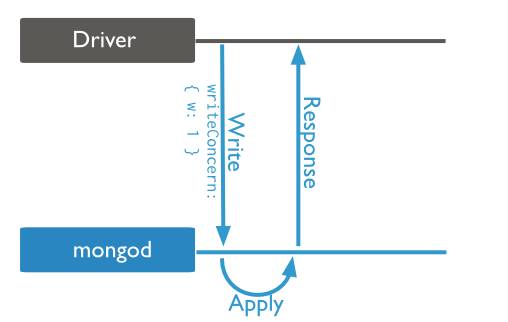 Driver
Write
writeConcern:
{ w: 1 }
Response
mongod
Apply